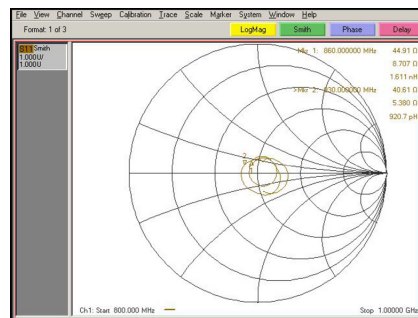 File View Channel Sweep Calibration Trace Scale Marker System Window Help
Format: 1 of 3 LogMag Smith Phase Delay
S11 Smith
1.000U/
1.000U
Mkr 1: 860.000000 MHz 44.91 Ω
8.707 Ω
1.611 nH
>Mkr 2: 930.000000 MHz 40.61 Ω
5.380 Ω
920.7 pH
2
1
Ch1: Start 800.000 MHz
Stop 1.00000 GHz